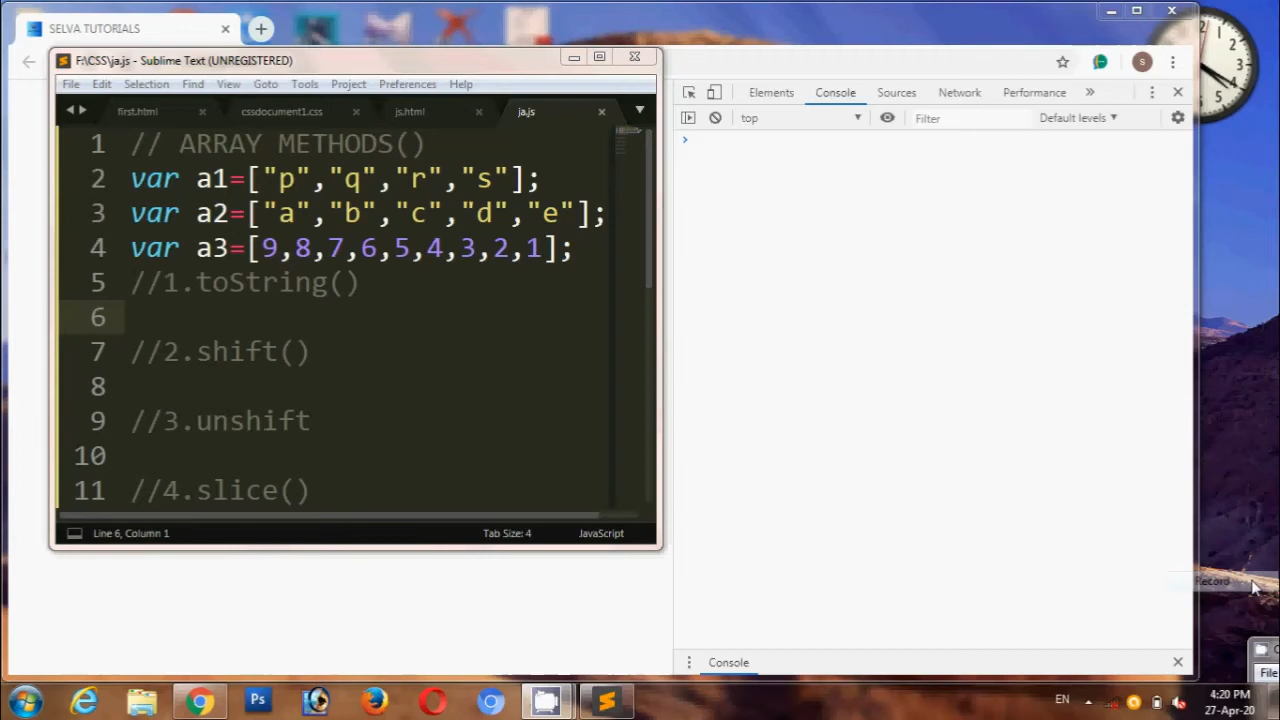 SELVA TUTORIALS
F:\CSS\ja.js - Sublime Text (UNREGISTERED)
File Edit Selection Find View Goto Tools Project Preferences Help
first.html cssdocument1.css js.html ja.js
1 // ARRAY METHODS()
2 var a1=["p","q","r","s"];
3 var a2=["a","b","c","d","e"];
4 var a3=[9,8,7,6,5,4,3,2,1];
5 //1.toString()
6
7 //2.shift()
8
9 //3.unshift
10
11 //4.slice()
Line 6, Column 1 Tab Size: 4 JavaScript
S
Elements Console Sources Network Performance »
top Filter Default levels
Console
Record
File
Ps
EN
4:20 PM
27-Apr-20